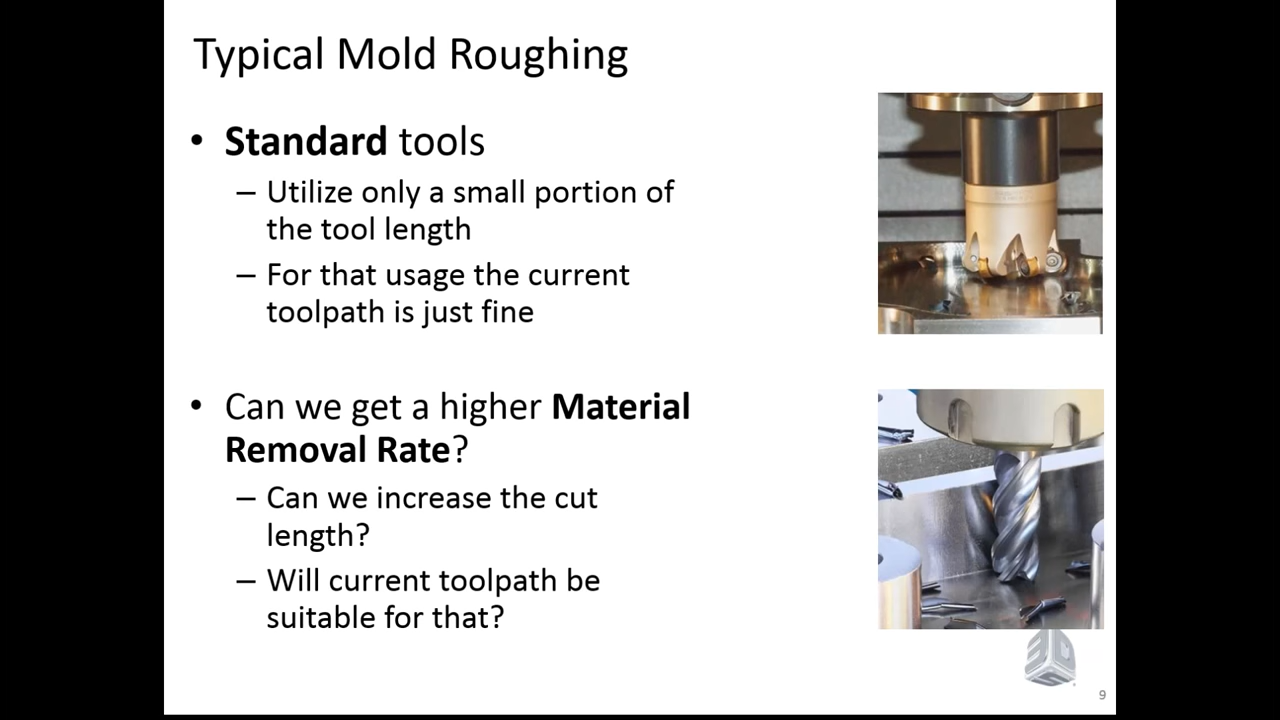 Typical Mold Roughing
• Standard tools
– Utilize only a small portion of
the tool length
– For that usage the current
toolpath is just fine
• Can we get a higher Material
Removal Rate?
– Can we increase the cut
length?
– Will current toolpath be
suitable for that?
9